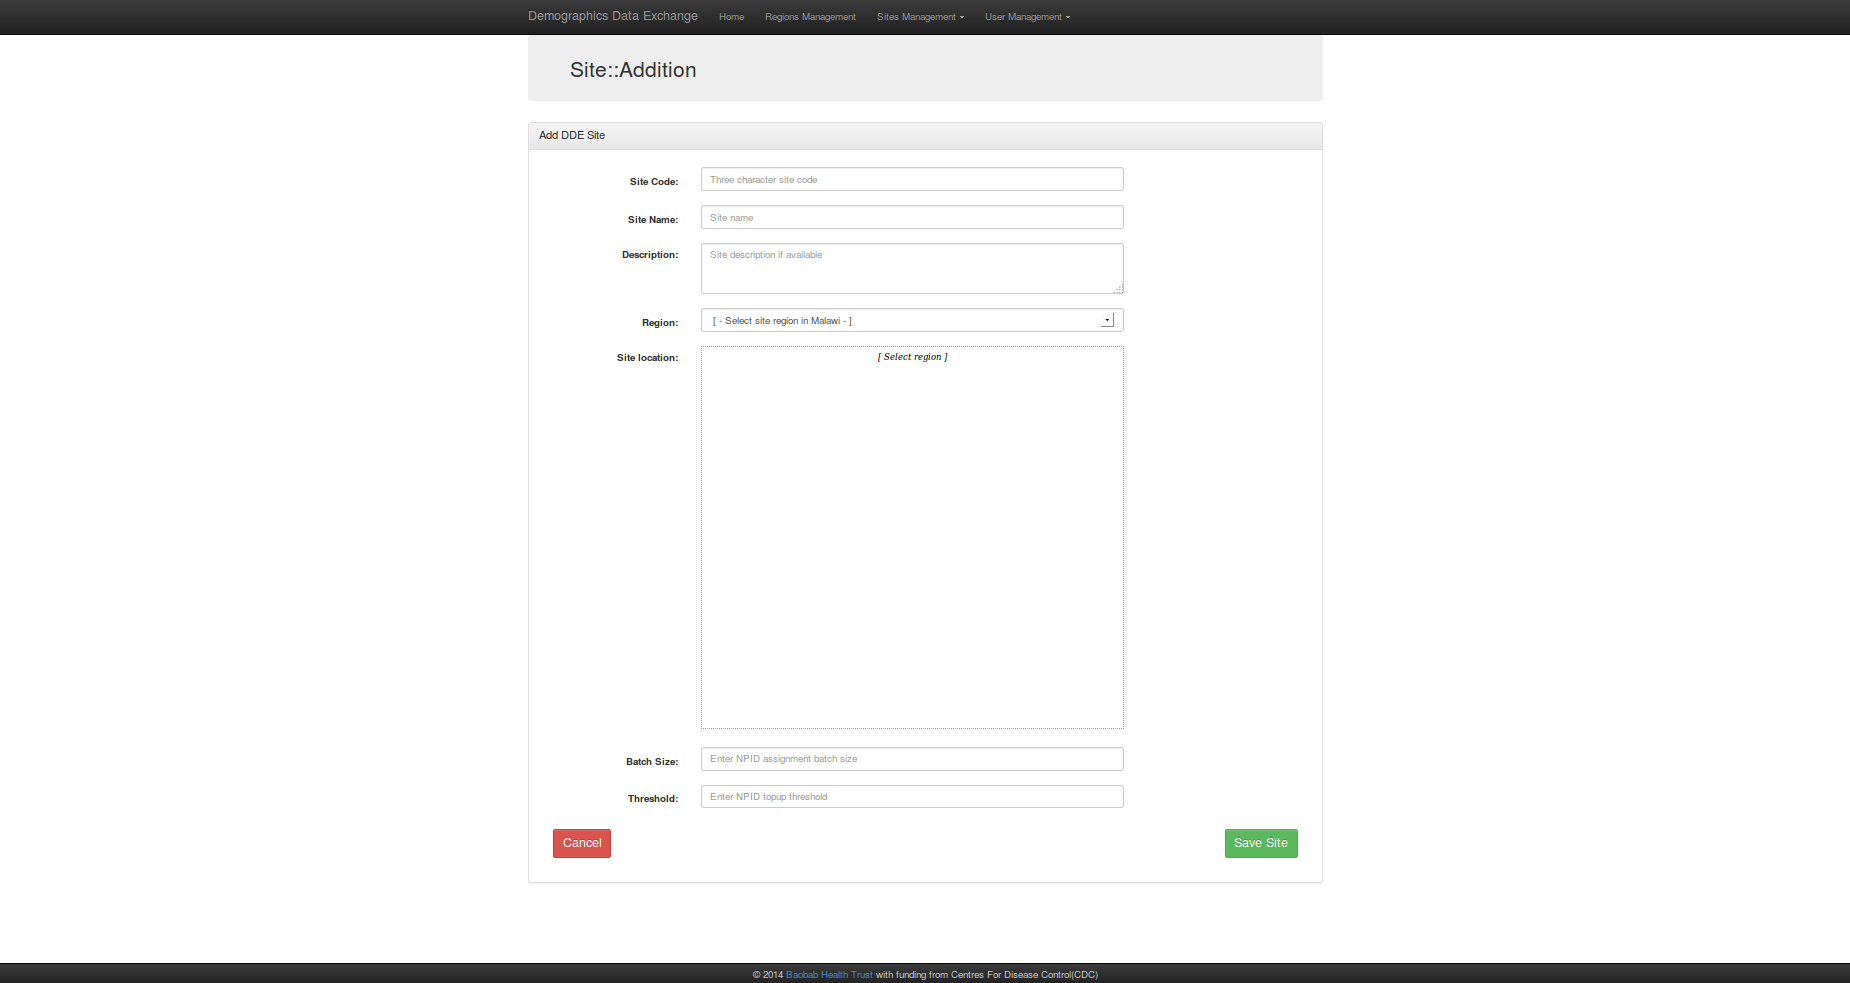 Demographics Data Exchange Home Regions Management Sites Management User Management
Site::Addition
Add DDE Site
Site Code: Three character site code
Site Name: Site name
Description: Site description if available
Region: [ - Select site region in Malawi - ]
Site location: [ Select region ]
Batch Size: Enter NPID assignment batch size
Threshold: Enter NPID topup threshold
Cancel Save Site
© 2014 Baobab Health Trust with funding from Centres For Disease Control(CDC)